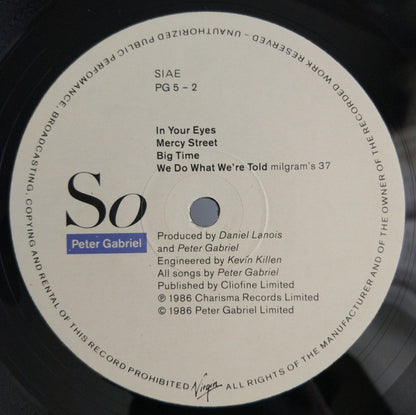 SIAE
PG 5 – 2
In Your Eyes
Mercy Street
Big Time
We Do What We're Told milgram's 37
So
Peter Gabriel
Produced by Daniel Lanois
and Peter Gabriel
Engineered by Kevin Killen
All songs by Peter Gabriel
Published by Cliofine Limited
℗ 1986 Charisma Records Limited
© 1986 Peter Gabriel Limited
Virgin
ALL RIGHTS OF THE MANUFACTURER AND OF THE OWNER OF THE RECORDED WORK RESERVED – UNAUTHORIZED PUBLIC PERFOMANCE, BROADCASTING, COPYING AND RENTAL OF THIS RECORD PROHIBITED